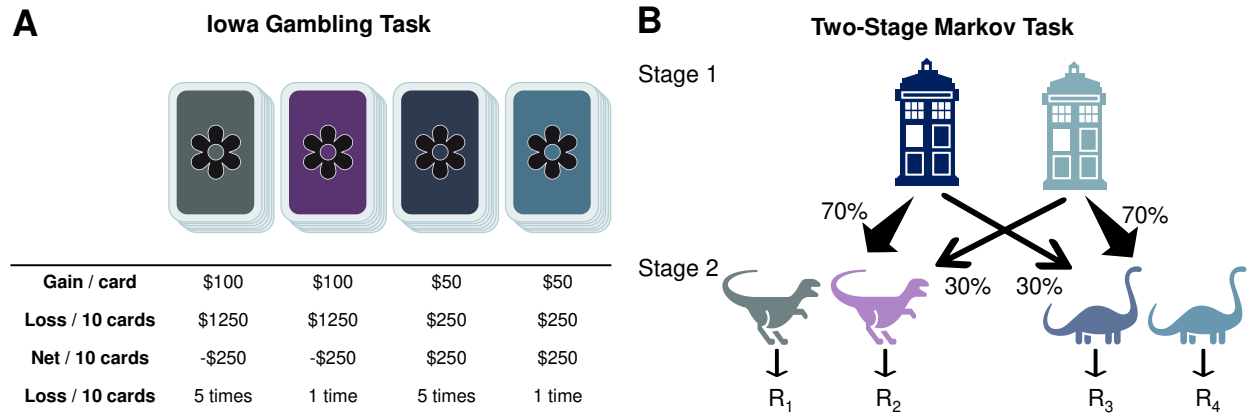 A
Iowa Gambling Task
Gain / card $100 $100 $50 $50
Loss / 10 cards $1250 $1250 $250 $250
Net / 10 cards -$250 -$250 $250 $250
Loss / 10 cards 5 times 1 time 5 times 1 time
B
Two-Stage Markov Task
Stage 1
70% 70%
Stage 2
30% 30%
R1 R2 R3 R4